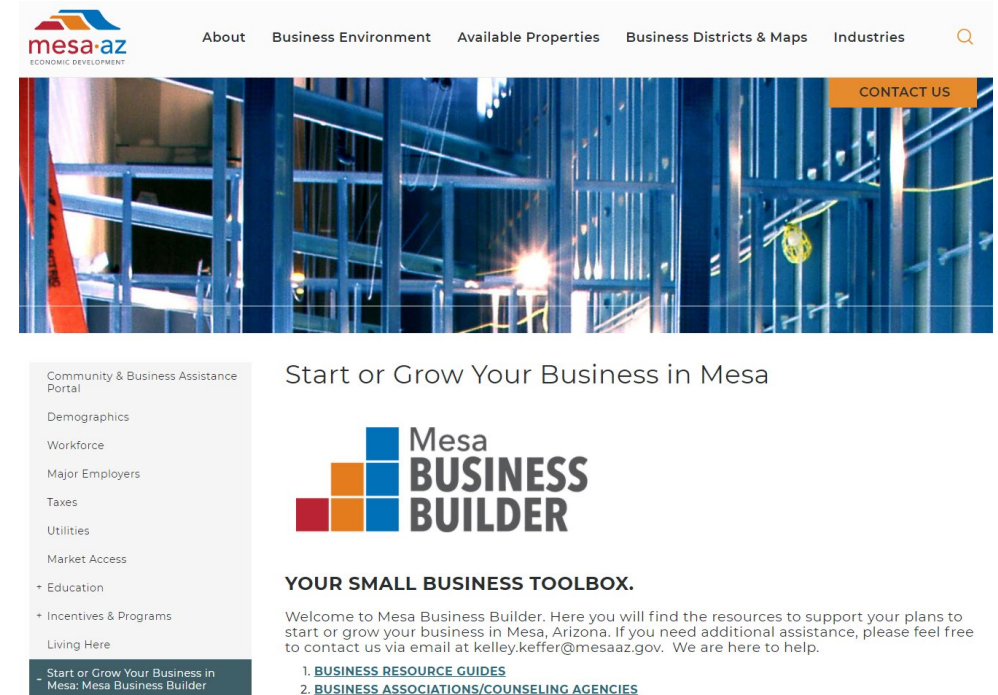 mesa·az
ECONOMIC DEVELOPMENT
About
Business Environment
Available Properties
Business Districts & Maps
Industries
CONTACT US
Community & Business Assistance
Portal
Demographics
Workforce
Major Employers
Taxes
Utilities
Market Access
+ Education
+ Incentives & Programs
Living Here
- Start or Grow Your Business in
Mesa: Mesa Business Builder
Start or Grow Your Business in Mesa
Mesa
BUSINESS
BUILDER
YOUR SMALL BUSINESS TOOLBOX.
Welcome to Mesa Business Builder. Here you will find the resources to support your plans to
start or grow your business in Mesa, Arizona. If you need additional assistance, please feel free
to contact us via email at kelley.keffer@mesaaz.gov. We are here to help.
1. BUSINESS RESOURCE GUIDES
2. BUSINESS ASSOCIATIONS/COUNSELING AGENCIES